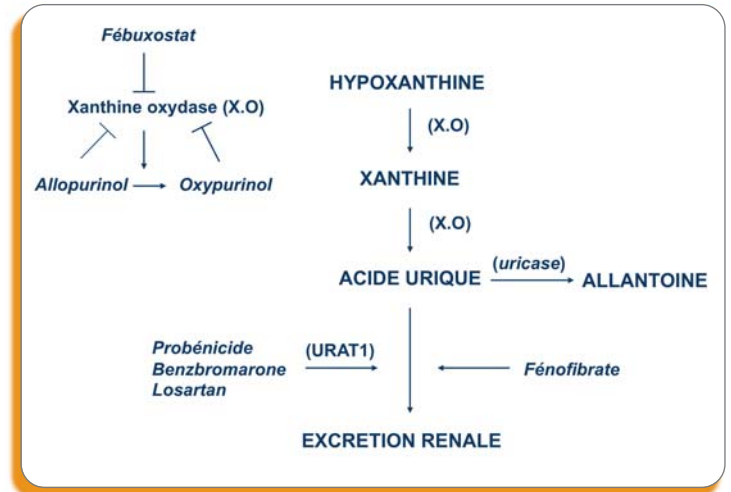 Fébuxostat
Xanthine oxydase (X.O)
Allopurinol
Oxypurinol
HYPOXANTHINE
(X.O)
XANTHINE
(X.O)
ACIDE URIQUE
(uricase)
ALLANTOINE
Probénicide
Benzbromarone
Losartan
(URAT1)
Fénofibrate
EXCRETION RENALE